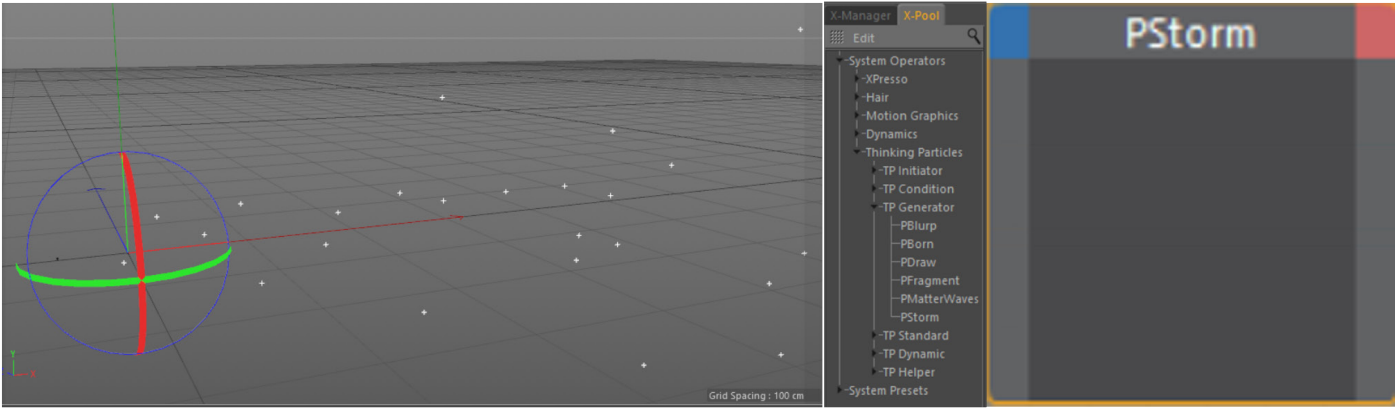 Y
X
Grid Spacing : 100 cm
X-Manager X-Pool
Edit
System Operators
XPresso
Hair
Motion Graphics
Dynamics
Thinking Particles
TP Initiator
TP Condition
TP Generator
PBlurp
PBorn
PDraw
PFragment
PMatterWaves
PStorm
TP Standard
TP Dynamic
TP Helper
System Presets
PStorm